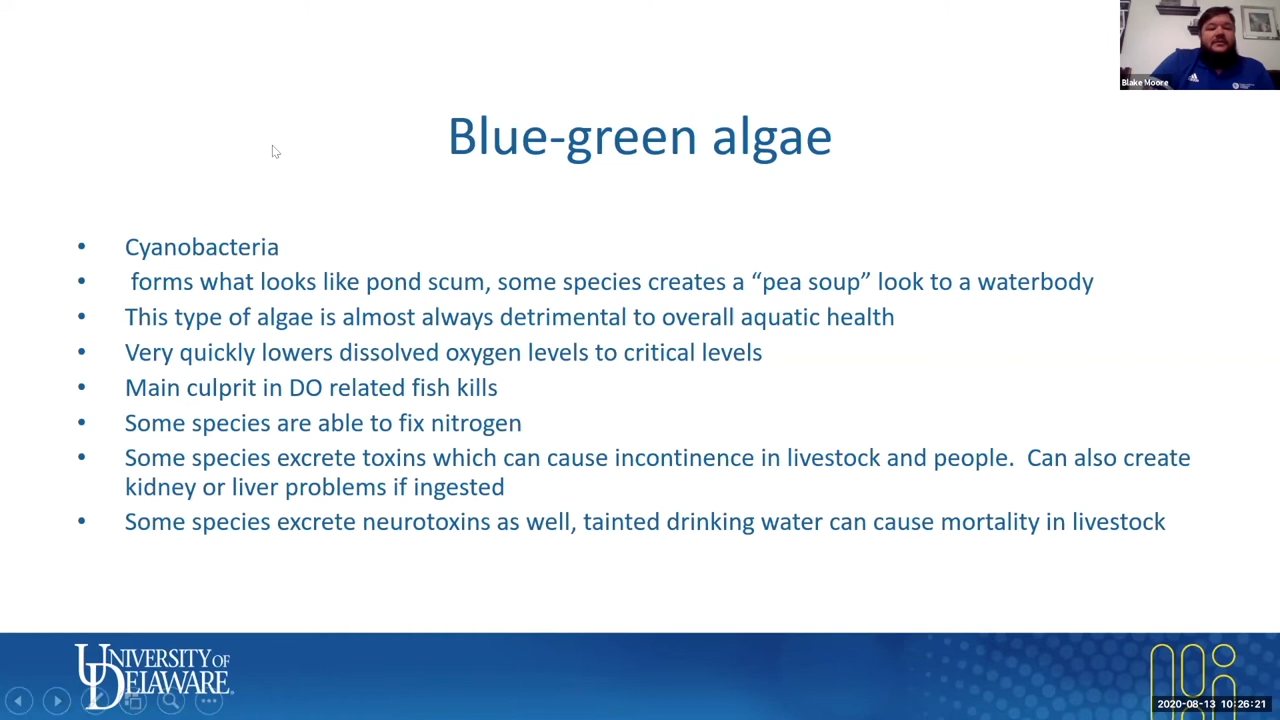 Blake Moore
Blue-green algae
• Cyanobacteria
• forms what looks like pond scum, some species creates a “pea soup” look to a waterbody
• This type of algae is almost always detrimental to overall aquatic health
• Very quickly lowers dissolved oxygen levels to critical levels
• Main culprit in DO related fish kills
• Some species are able to fix nitrogen
• Some species excrete toxins which can cause incontinence in livestock and people.  Can also create
kidney or liver problems if ingested
• Some species excrete neurotoxins as well, tainted drinking water can cause mortality in livestock
UNIVERSITY OF
DELAWARE
2020-08-13 10:26:21